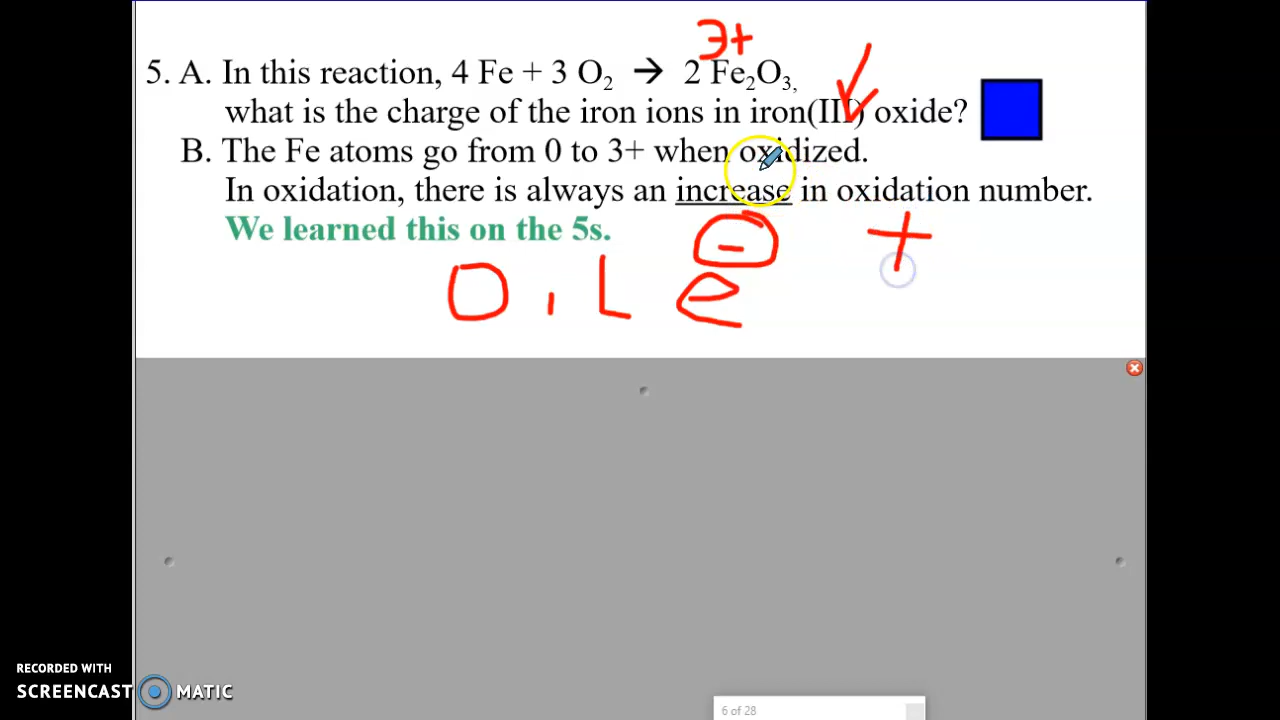 3+
5. A. In this reaction, 4 Fe + 3 O₂ → 2 Fe₂O₃,
what is the charge of the iron ions in iron(III) oxide?
B. The Fe atoms go from 0 to 3+ when oxidized.
In oxidation, there is always an increase in oxidation number.
We learned this on the 5s.
- +
O I L e
RECORDED WITH
SCREENCAST MATIC
6 of 28